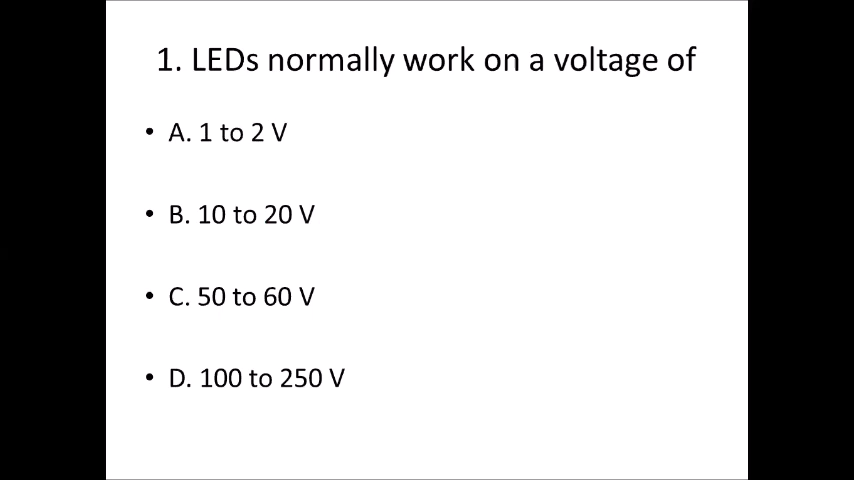 1. LEDs normally work on a voltage of
• A. 1 to 2 V
• B. 10 to 20 V
• C. 50 to 60 V
• D. 100 to 250 V